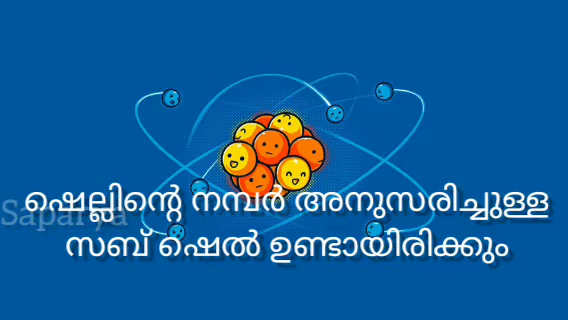 ഷെല്ലിന്റെ നമ്പർ അനുസരിച്ചുള്ള
സബ് ഷെൽ ഉണ്ടായിരിക്കും